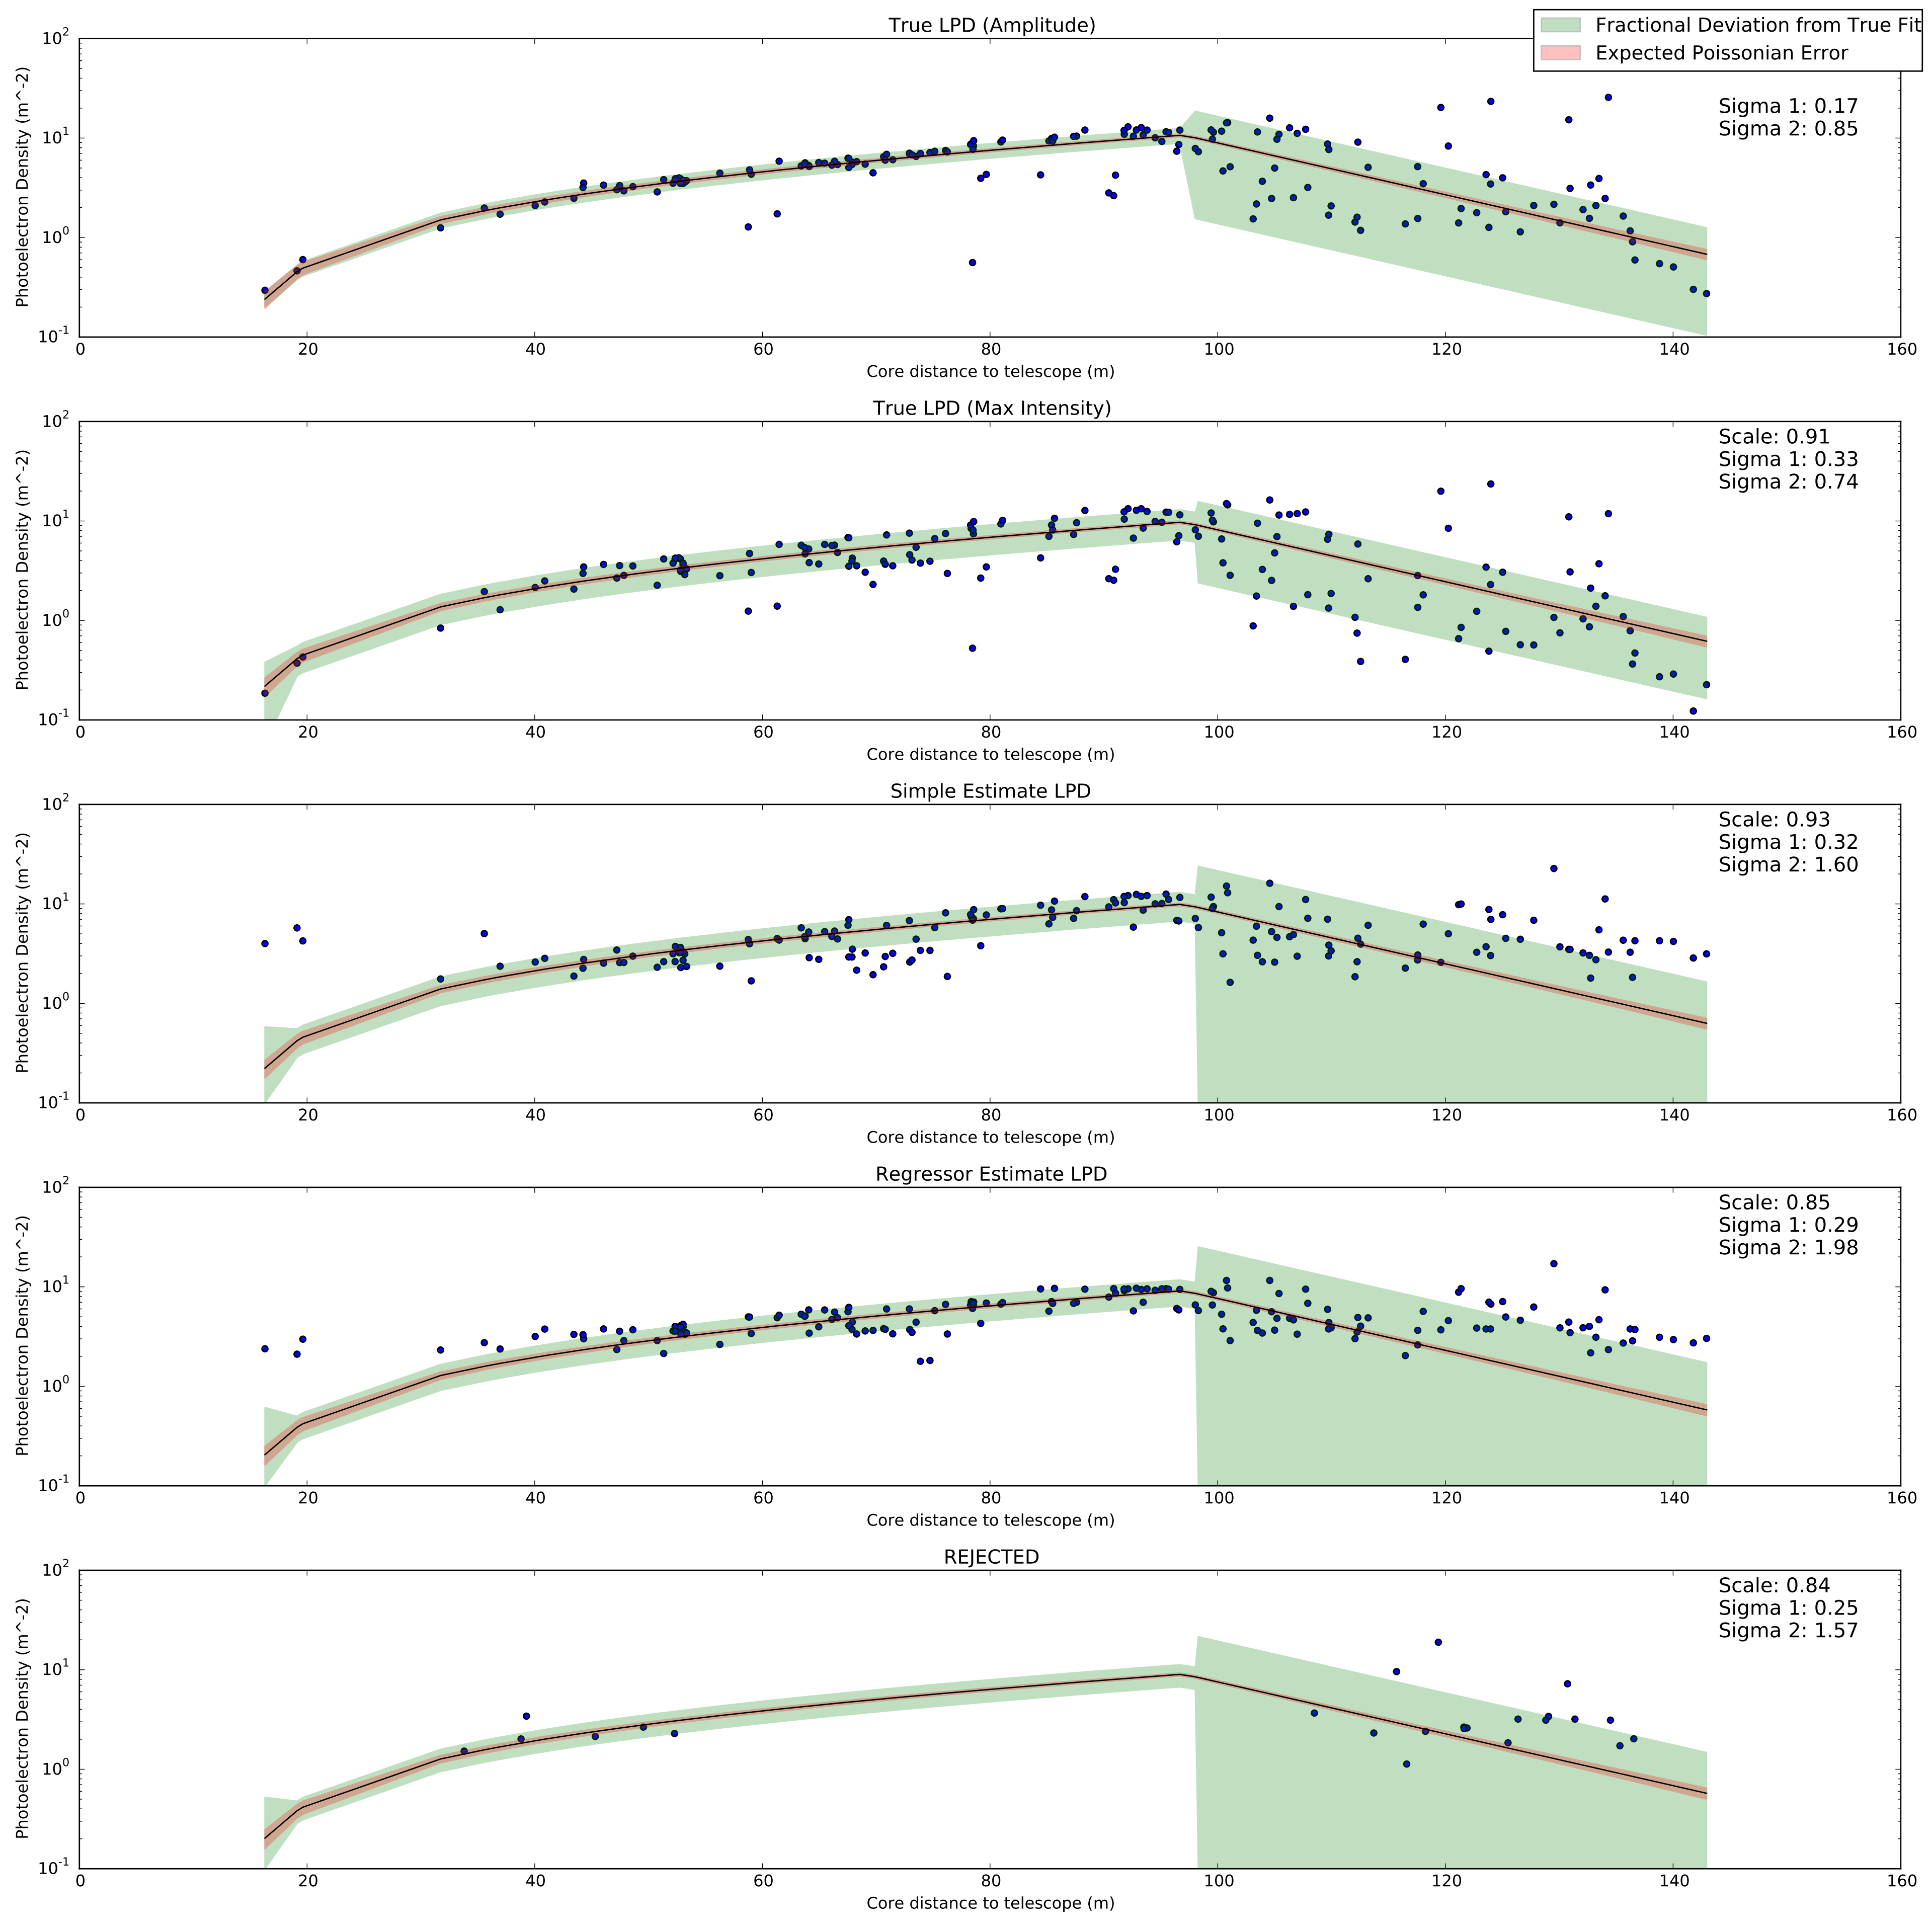 True LPD (Amplitude)
Fractional Deviation from True Fit
Expected Poissonian Error
Sigma 1: 0.17
Sigma 2: 0.85
Photoelectron Density (m^-2)
10^2
10^1
10^0
10^-1
0 20 40 60 80 100 120 140 160
Core distance to telescope (m)
True LPD (Max Intensity)
Scale: 0.91
Sigma 1: 0.33
Sigma 2: 0.74
Photoelectron Density (m^-2)
10^2
10^1
10^0
10^-1
0 20 40 60 80 100 120 140 160
Core distance to telescope (m)
Simple Estimate LPD
Scale: 0.93
Sigma 1: 0.32
Sigma 2: 1.60
Photoelectron Density (m^-2)
10^2
10^1
10^0
10^-1
0 20 40 60 80 100 120 140 160
Core distance to telescope (m)
Regressor Estimate LPD
Scale: 0.85
Sigma 1: 0.29
Sigma 2: 1.98
Photoelectron Density (m^-2)
10^2
10^1
10^0
10^-1
0 20 40 60 80 100 120 140 160
Core distance to telescope (m)
REJECTED
Scale: 0.84
Sigma 1: 0.25
Sigma 2: 1.57
Photoelectron Density (m^-2)
10^2
10^1
10^0
10^-1
0 20 40 60 80 100 120 140 160
Core distance to telescope (m)